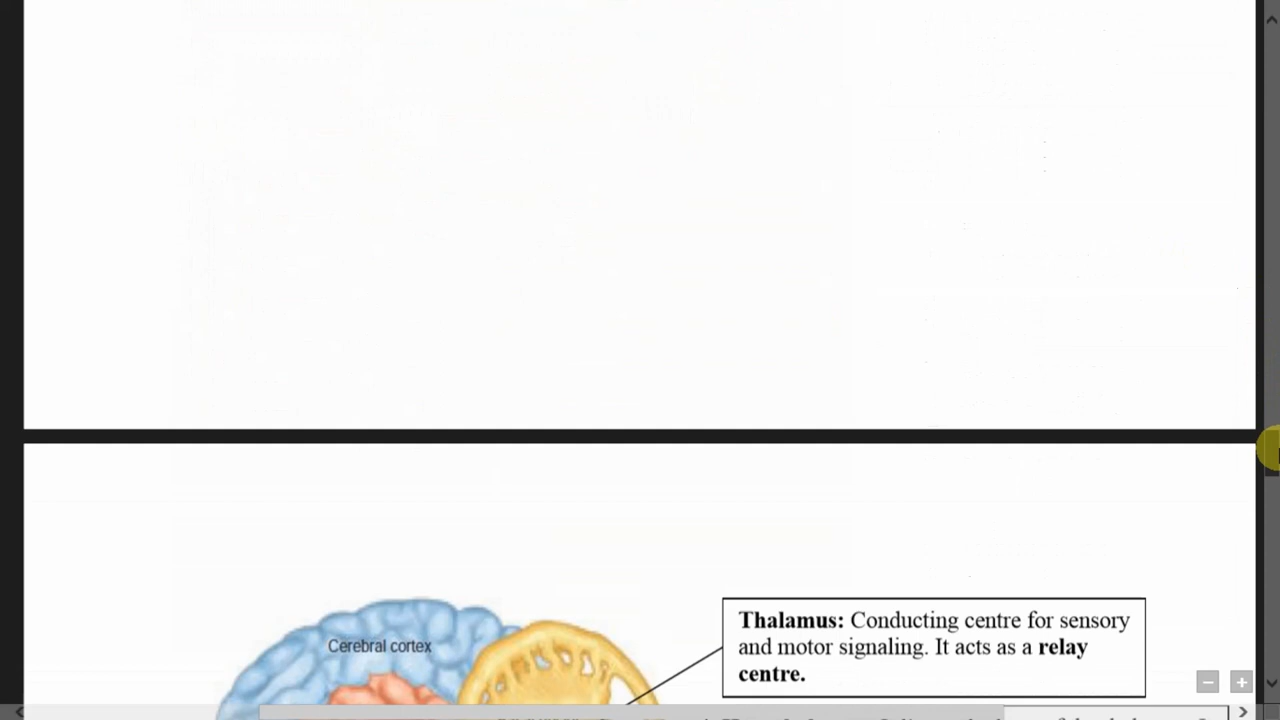 Cerebral cortex
Thalamus: Conducting centre for sensory
and motor signaling. It acts as a relay
centre.